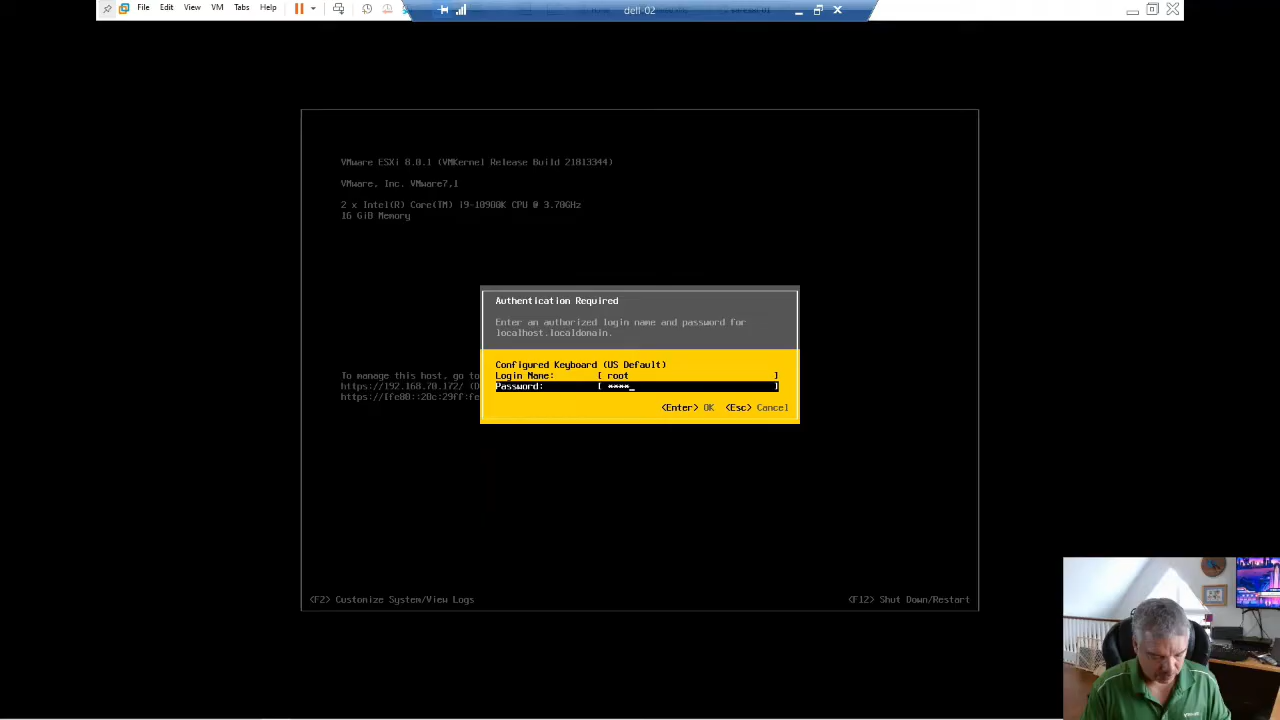 File Edit View VM Tabs Help
dell-02
VMware ESXi 8.0.1 (VMKernel Release Build 21813344)
VMware, Inc. VMware7,1
2 x Intel(R) Core(TM) i9-10900K CPU @ 3.70GHz
16 GiB Memory
Authentication Required
Enter an authorized login name and password for
localhost.localdomain.
Configured Keyboard (US Default)
Login Name: [ root ]
Password: [ ****_ ]
<Enter> OK <Esc> Cancel
To manage this host, go to
https://192.168.70.172/ (D
https://[fe80::20c:29ff:fe
<F2> Customize System/View Logs
<F12> Shut Down/Restart